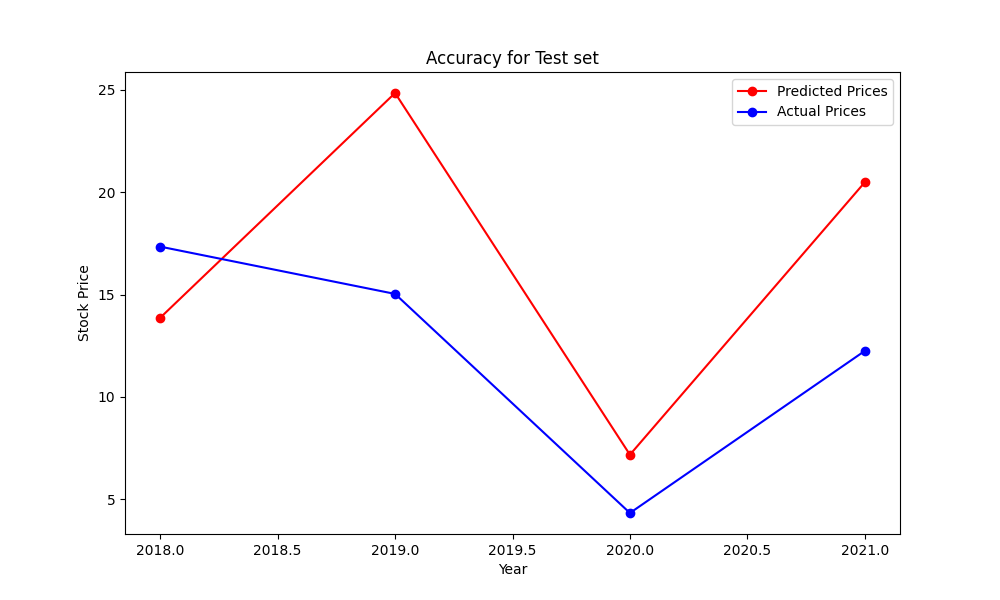 Accuracy for Test set
Predicted Prices
Actual Prices
Stock Price
25
20
15
10
5
2018.0 2018.5 2019.0 2019.5 2020.0 2020.5 2021.0
Year